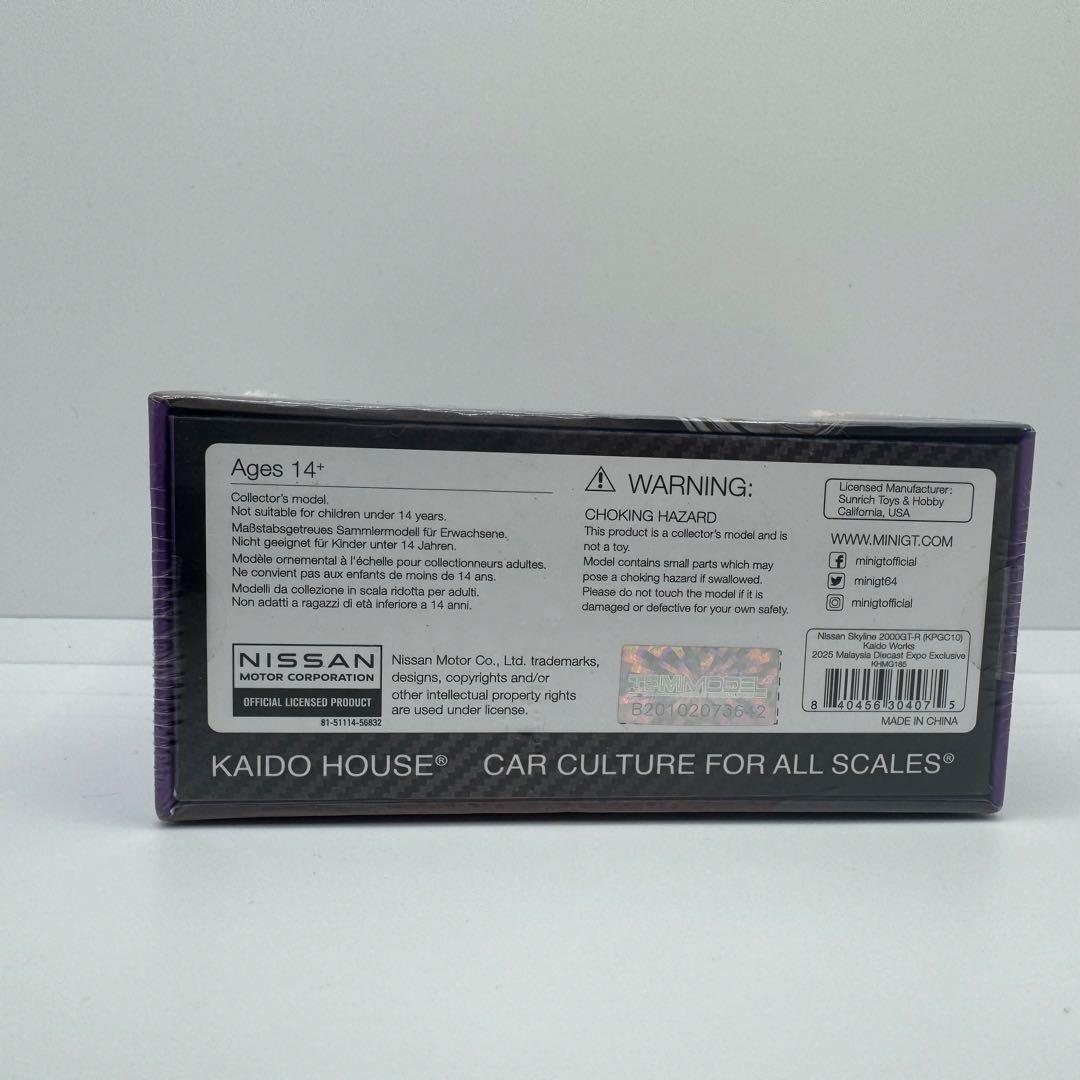 Ages 14+
Collector's model.
Not suitable for children under 14 years.
Maßstabsgetreues Sammlermodell für Erwachsene.
Nicht geeignet für Kinder unter 14 Jahren.
Modèle ornemental à l'échelle pour collectionneurs adultes.
Ne convient pas aux enfants de moins de 14 ans.
Modelli da collezione in scala ridotta per adulti.
Non adatti a ragazzi di età inferiore a 14 anni.
NISSAN
MOTOR CORPORATION
OFFICIAL LICENSED PRODUCT
81-51114-56832
Nissan Motor Co., Ltd. trademarks,
designs, copyrights and/or
other intellectual property rights
are used under license.
WARNING:
CHOKING HAZARD
This product is a collector's model and is
not a toy.
Model contains small parts which may
pose a choking hazard if swallowed.
Please do not touch the model if it is
damaged or defective for your own safety.
TSM MODEL
B20102073642
Licensed Manufacturer:
Sunrich Toys & Hobby
California, USA
WWW.MINIGT.COM
minigtofficial
minigt64
minigtofficial
Nissan Skyline 2000GT-R (KPGC10)
Kaido Works
2025 Malaysia Diecast Expo Exclusive
KHMG185
8 40456 30407 5
MADE IN CHINA
KAIDO HOUSE® CAR CULTURE FOR ALL SCALES®